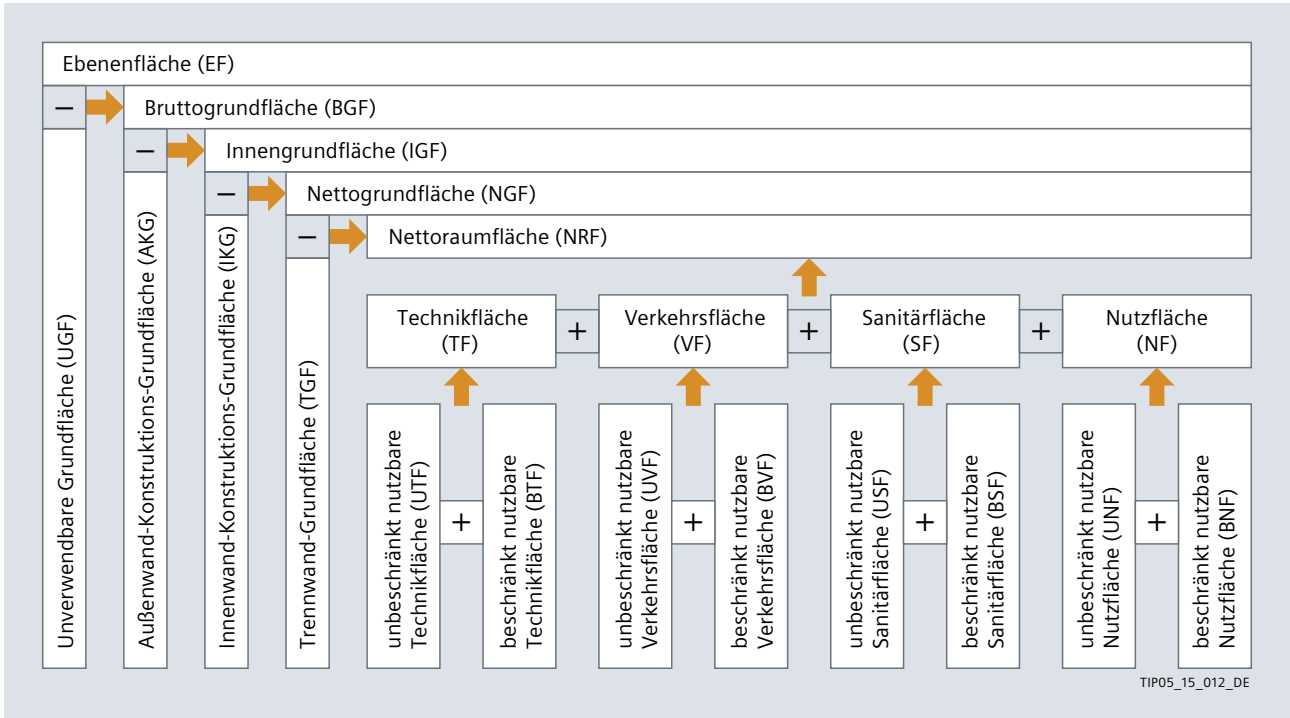 Ebenenfläche (EF)
−
Bruttogrundfläche (BGF)
−
Innengrundfläche (IGF)
−
Nettogrundfläche (NGF)
−
Nettoraumfläche (NRF)
Unverwendbare Grundfläche (UGF)
Außenwand-Konstruktions-Grundfläche (AKG)
Innenwand-Konstruktions-Grundfläche (IKG)
Trennwand-Grundfläche (TGF)
Technikfläche
(TF)
+
Verkehrsfläche
(VF)
+
Sanitärfläche
(SF)
+
Nutzfläche
(NF)
unbeschränkt nutzbare
Technikfläche (UTF)
+
beschränkt nutzbare
Technikfläche (BTF)
unbeschränkt nutzbare
Verkehrsfläche (UVF)
+
beschränkt nutzbare
Verkehrsfläche (BVF)
unbeschränkt nutzbare
Sanitärfläche (USF)
+
beschränkt nutzbare
Sanitärfläche (BSF)
unbeschränkt nutzbare
Nutzfläche (UNF)
+
beschränkt nutzbare
Nutzfläche (BNF)
TIP05_15_012_DE